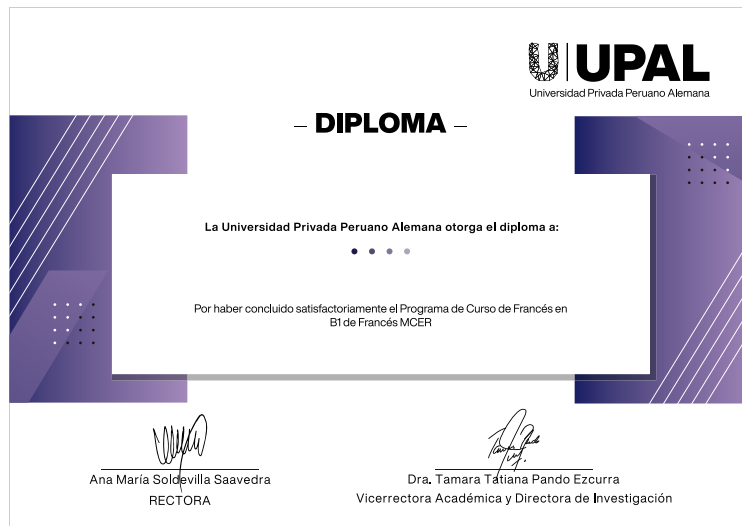 UPAL
Universidad Privada Peruano Alemana
– DIPLOMA –
La Universidad Privada Peruano Alemana otorga el diploma a:
Por haber concluido satisfactoriamente el Programa de Curso de Francés en
B1 de Francés MCER
Ana María Soldevilla Saavedra
RECTORA
Dra. Tamara Tatiana Pando Ezcurra
Vicerrectora Académica y Directora de Investigación